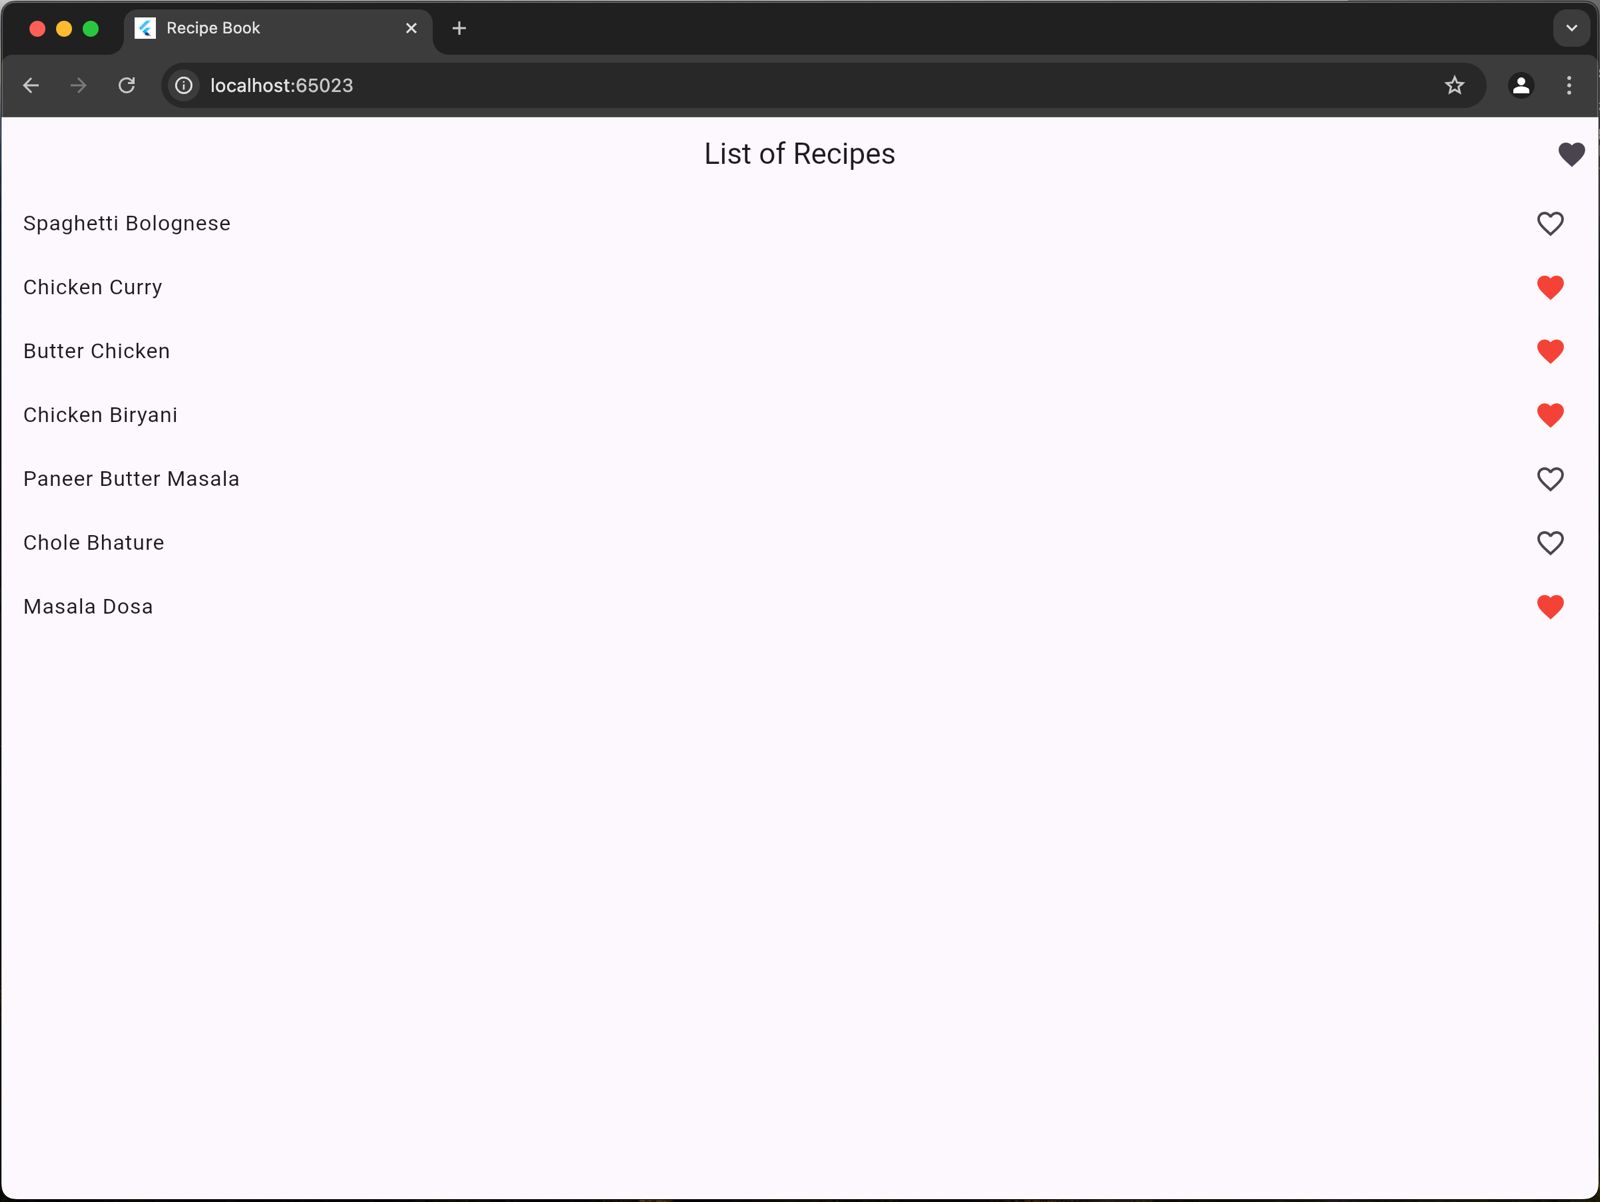 Recipe Book
localhost:65023
List of Recipes
Spaghetti Bolognese
Chicken Curry
Butter Chicken
Chicken Biryani
Paneer Butter Masala
Chole Bhature
Masala Dosa